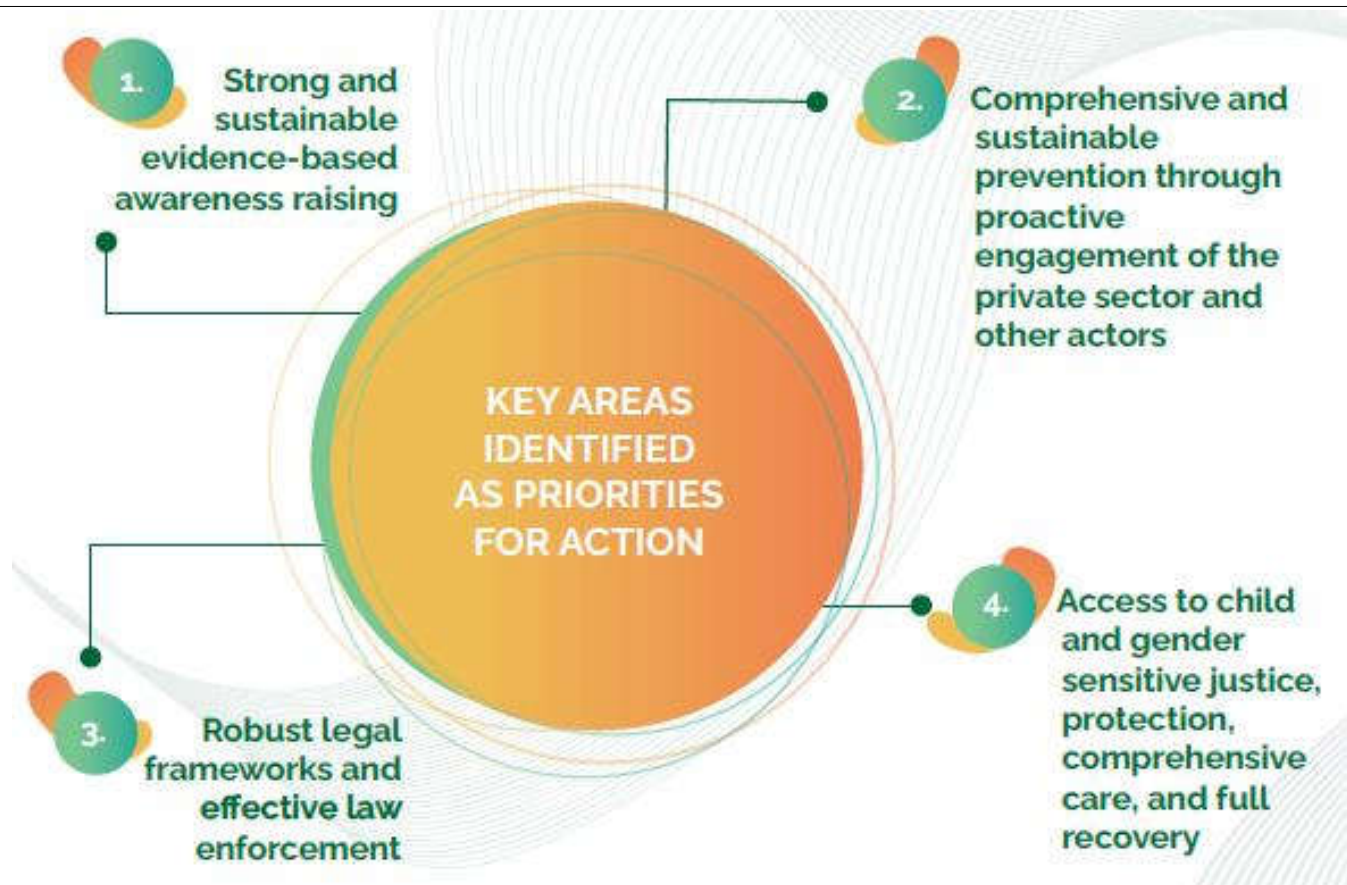 1.
Strong and
sustainable
evidence-based
awareness raising
2.
Comprehensive and
sustainable
prevention through
proactive
engagement of the
private sector and
other actors
KEY AREAS
IDENTIFIED
AS PRIORITIES
FOR ACTION
3.
Robust legal
frameworks and
effective law
enforcement
4.
Access to child
and gender
sensitive justice,
protection,
comprehensive
care, and full
recovery